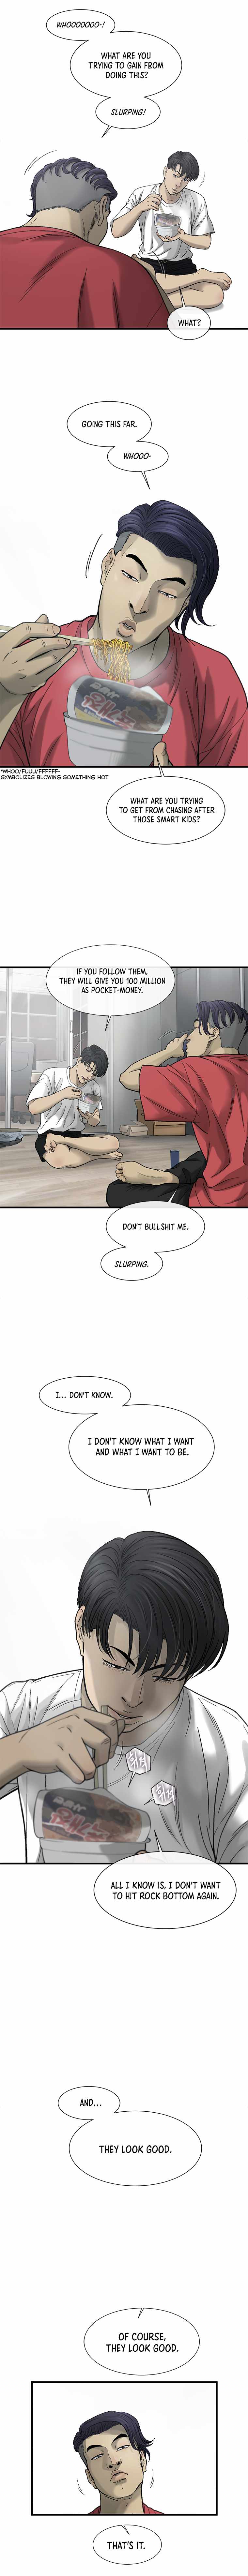 WHOOOOOOO-!
WHAT ARE YOU
TRYING TO GAIN FROM
DOING THIS?
SLURPING!
WHAT?
GOING THIS FAR.
WHOOO-
*WHOO/FUUU/FFFFFF-
SYMBOLIZES BLOWING SOMETHING HOT
WHAT ARE YOU TRYING
TO GET FROM CHASING AFTER
THOSE SMART KIDS?
IF YOU FOLLOW THEM,
THEY WILL GIVE YOU 100 MILLION
AS POCKET-MONEY.
DON'T BULLSHIT ME.
SLURPING.
I... DON'T KNOW.
I DON'T KNOW WHAT I WANT
AND WHAT I WANT TO BE.
ALL I KNOW IS, I DON'T WANT
TO HIT ROCK BOTTOM AGAIN.
AND...
THEY LOOK GOOD.
OF COURSE,
THEY LOOK GOOD.
THAT'S IT.